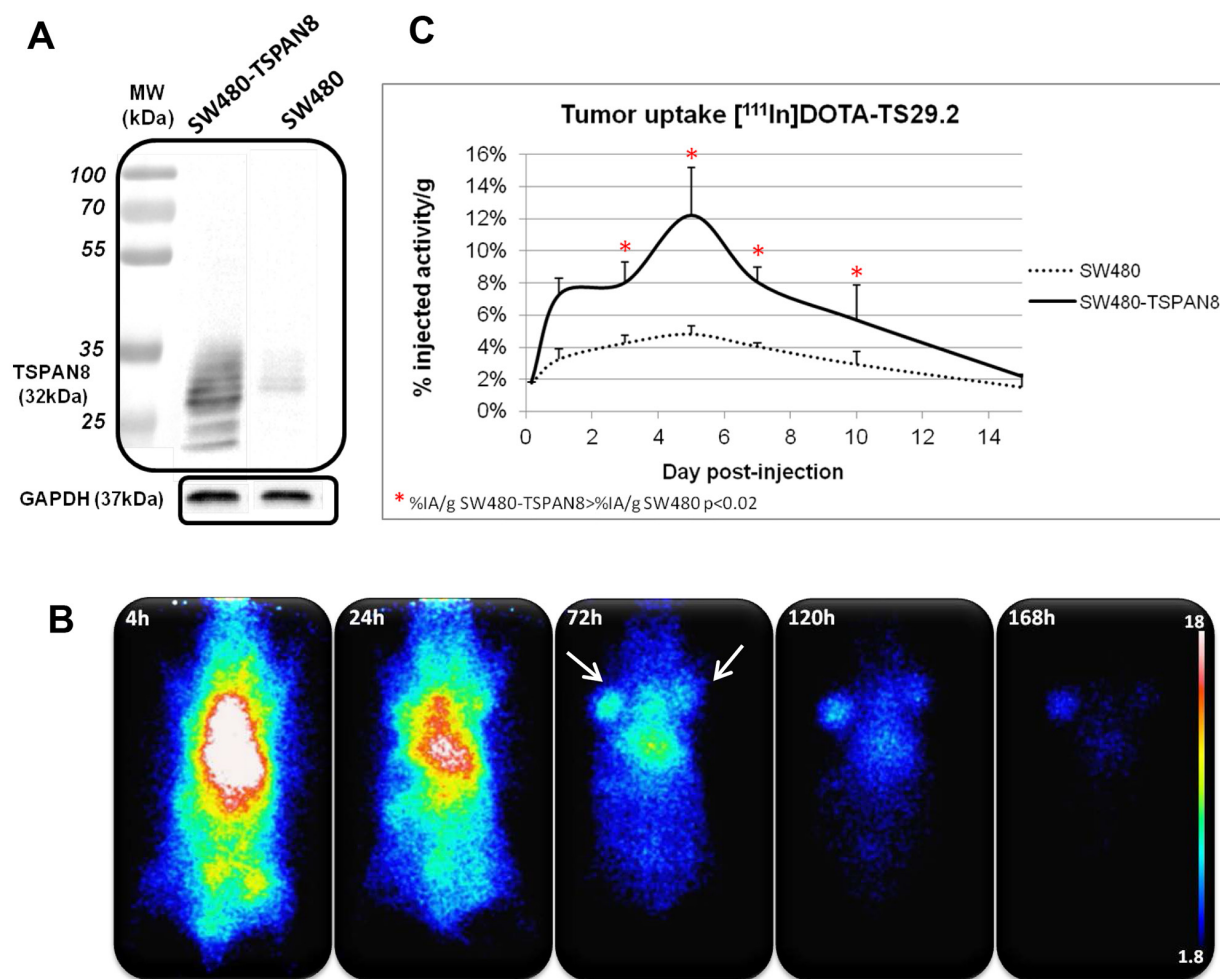 A
MW
(kDa)
SW480-TSPAN8
SW480
100
70
55
35
TSPAN8
(32kDa)
25
GAPDH (37kDa)
C
Tumor uptake [¹¹¹In]DOTA-TS29.2
% injected activity/g
16%
14%
12%
10%
8%
6%
4%
2%
0%
* * * *
0 2 4 6 8 10 12 14
Day post-injection
SW480
SW480-TSPAN8
* %IA/g SW480-TSPAN8>%IA/g SW480 p<0.02
B
4h
24h
72h
120h
168h
18
1.8